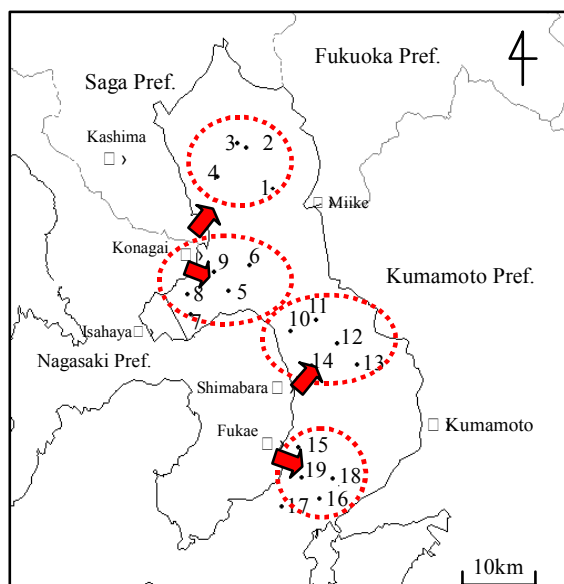 Fukuoka Pref.
4
Saga Pref.
Kashima
3
2
4
1
Miike
Konagai
9
6
Kumamoto Pref.
8
5
7
11
10
Isahaya
12
Nagasaki Pref.
14
13
Shimabara
Fukae
15
Kumamoto
19
18
17
16
10km